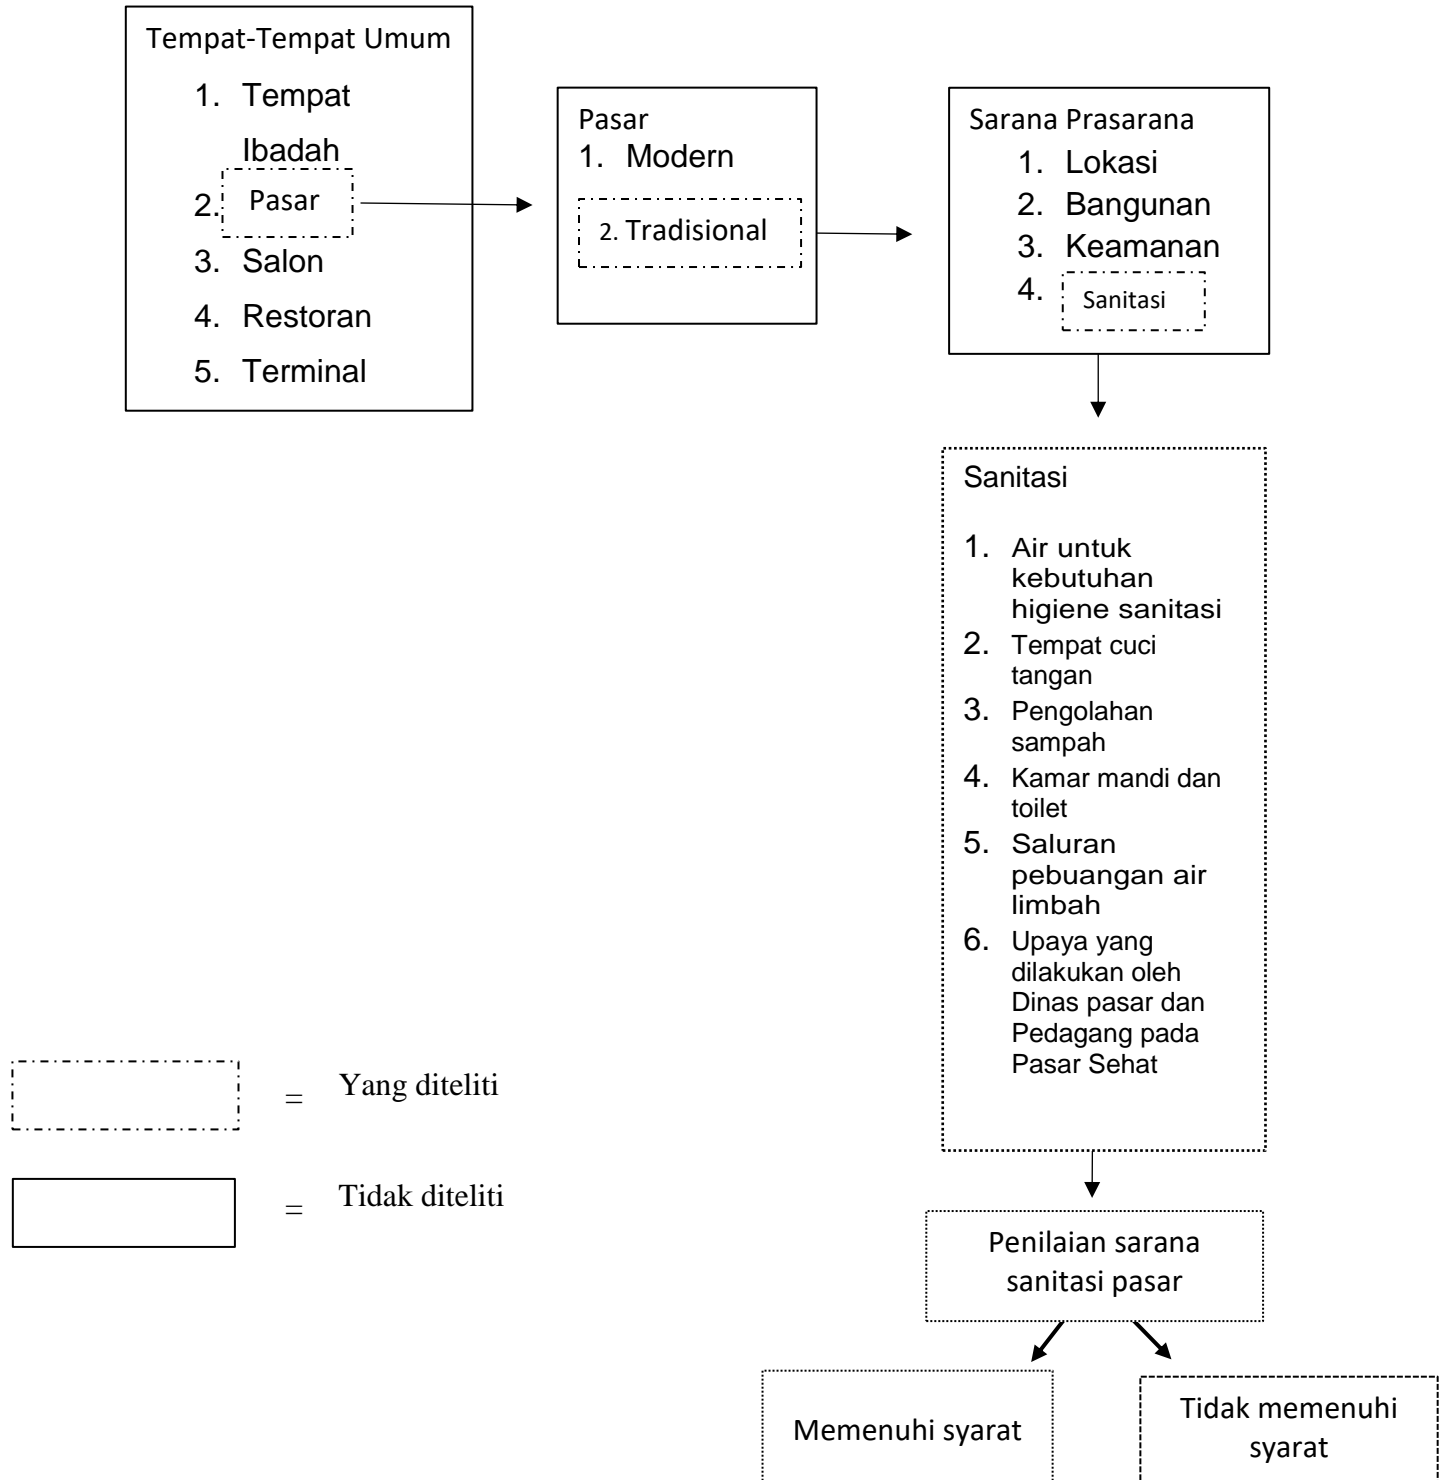 Tempat-Tempat Umum
1. Tempat
Ibadah
2. Pasar
3. Salon
4. Restoran
5. Terminal
Pasar
1. Modern
2. Tradisional
Sarana Prasarana
1. Lokasi
2. Bangunan
3. Keamanan
4. Sanitasi
Sanitasi
1. Air untuk
kebutuhan
higiene sanitasi
2. Tempat cuci
tangan
3. Pengolahan
sampah
4. Kamar mandi dan
toilet
5. Saluran
pebuangan air
limbah
6. Upaya yang
dilakukan oleh
Dinas pasar dan
Pedagang pada
Pasar Sehat
= Yang diteliti
= Tidak diteliti
Penilaian sarana
sanitasi pasar
Memenuhi syarat
Tidak memenuhi
syarat